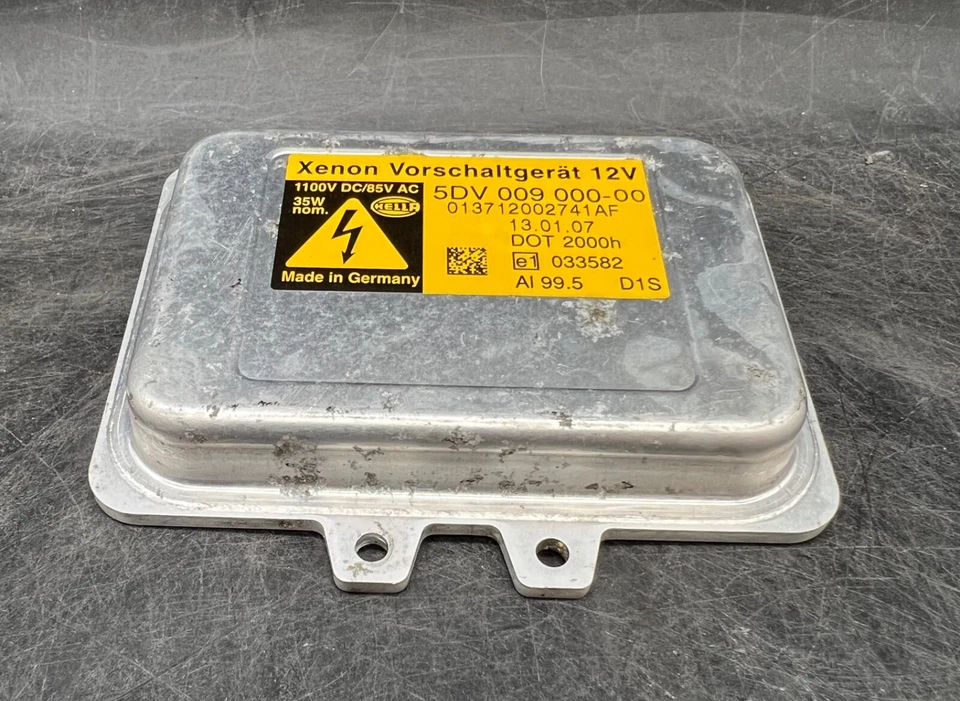 Xenon Vorschaltgerät 12V
1100V DC/85V AC
35W
nom.
HELLA
Made in Germany
5DV 009 000-00
013712002741AF
13.01.07
DOT 2000h
e1 033582
Al 99.5 D1S